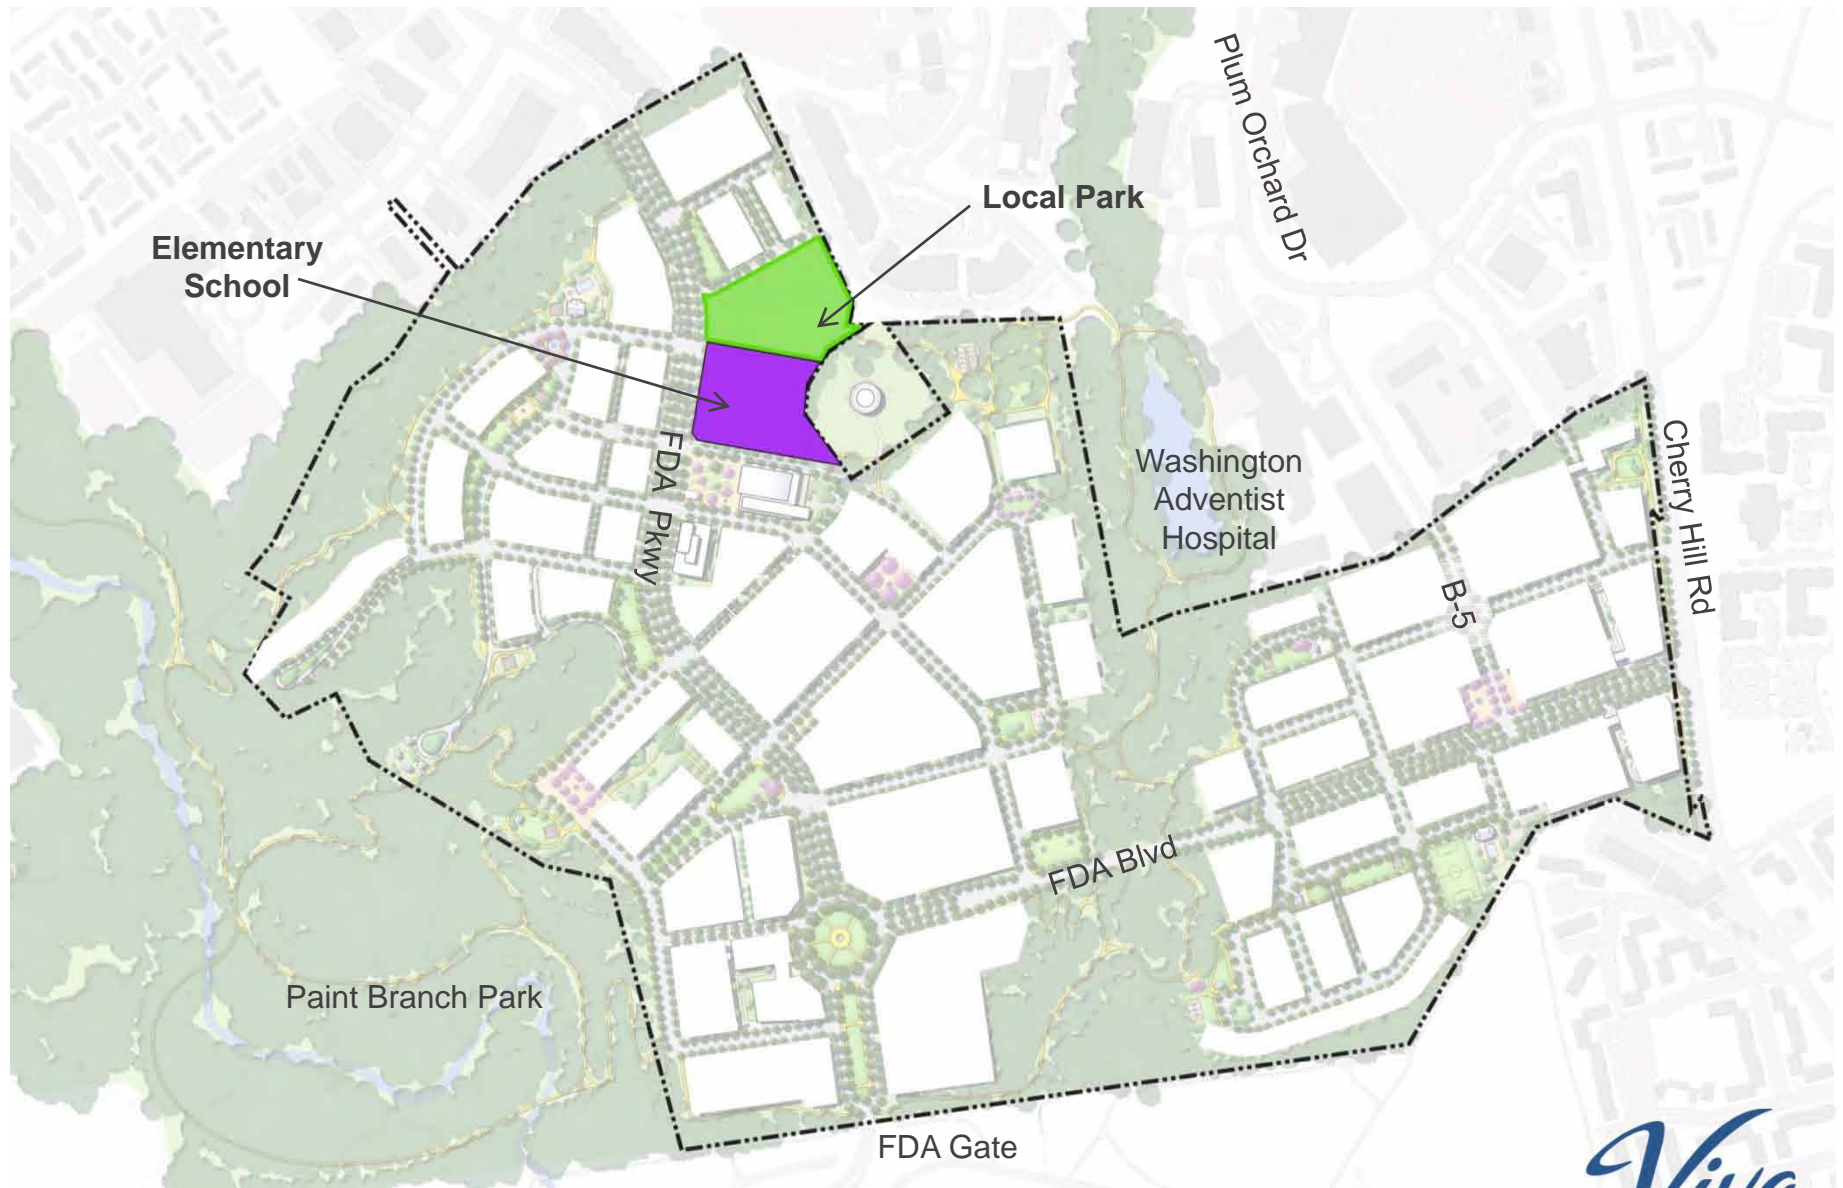 Plum Orchard Dr
Local Park
Elementary
School
FDA Pkwy
Washington
Adventist
Hospital
Cherry Hill Rd
B-5
FDA Blvd
Paint Branch Park
FDA Gate
Viva